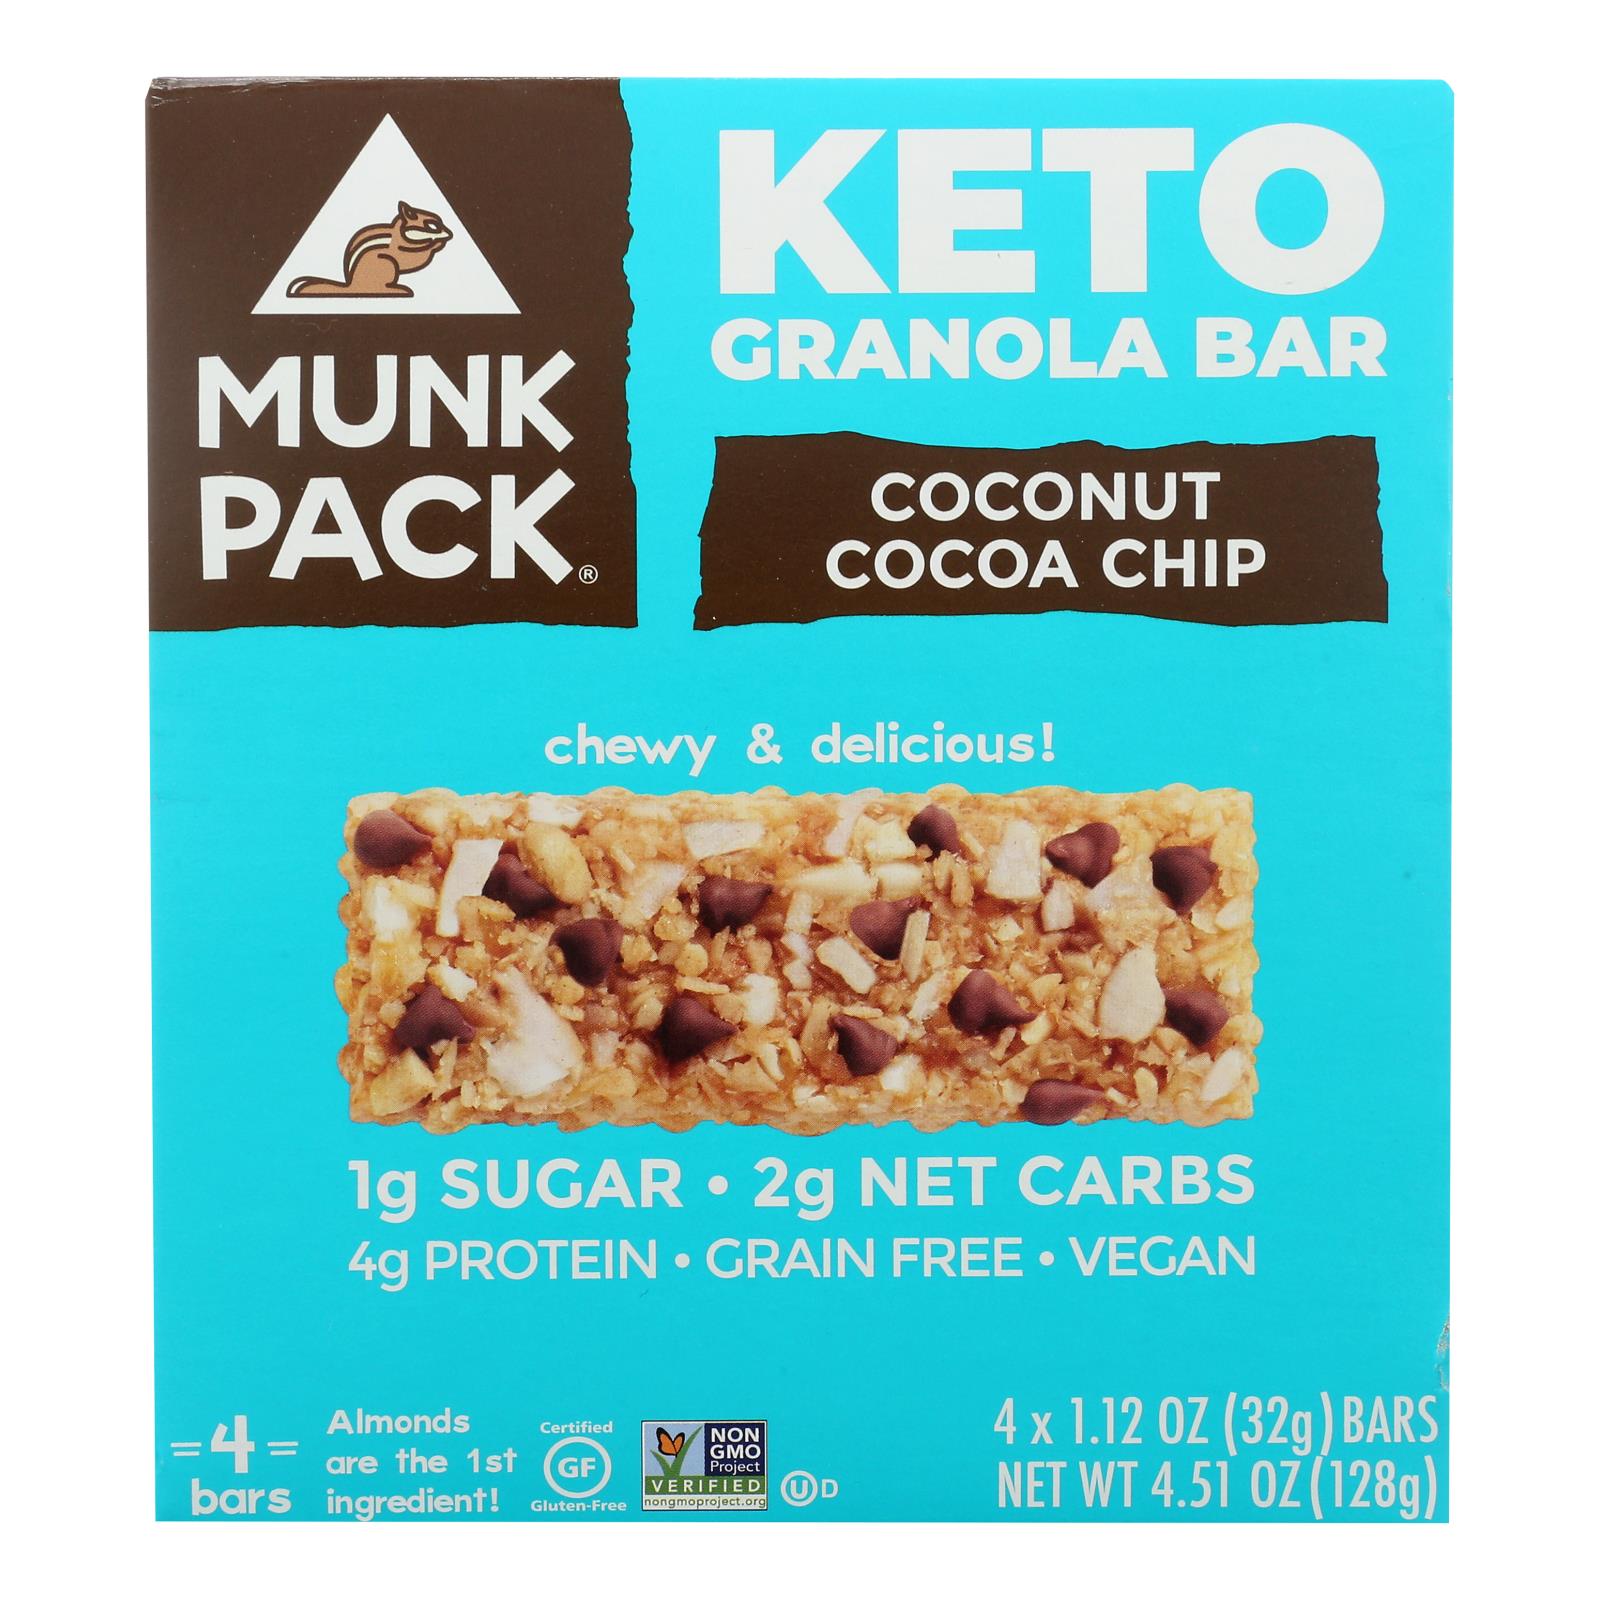 MUNK
PACK®
KETO
GRANOLA BAR
COCONUT
COCOA CHIP
chewy & delicious!
1g SUGAR • 2g NET CARBS
4g PROTEIN • GRAIN FREE • VEGAN
=4=
bars
Almonds
are the 1st
ingredient!
Certified
GF
Gluten-Free
NON
GMO
Project
VERIFIED
nongmoproject.org
Ⓤ D
4 x 1.12 OZ (32g) BARS
NET WT 4.51 OZ (128g)